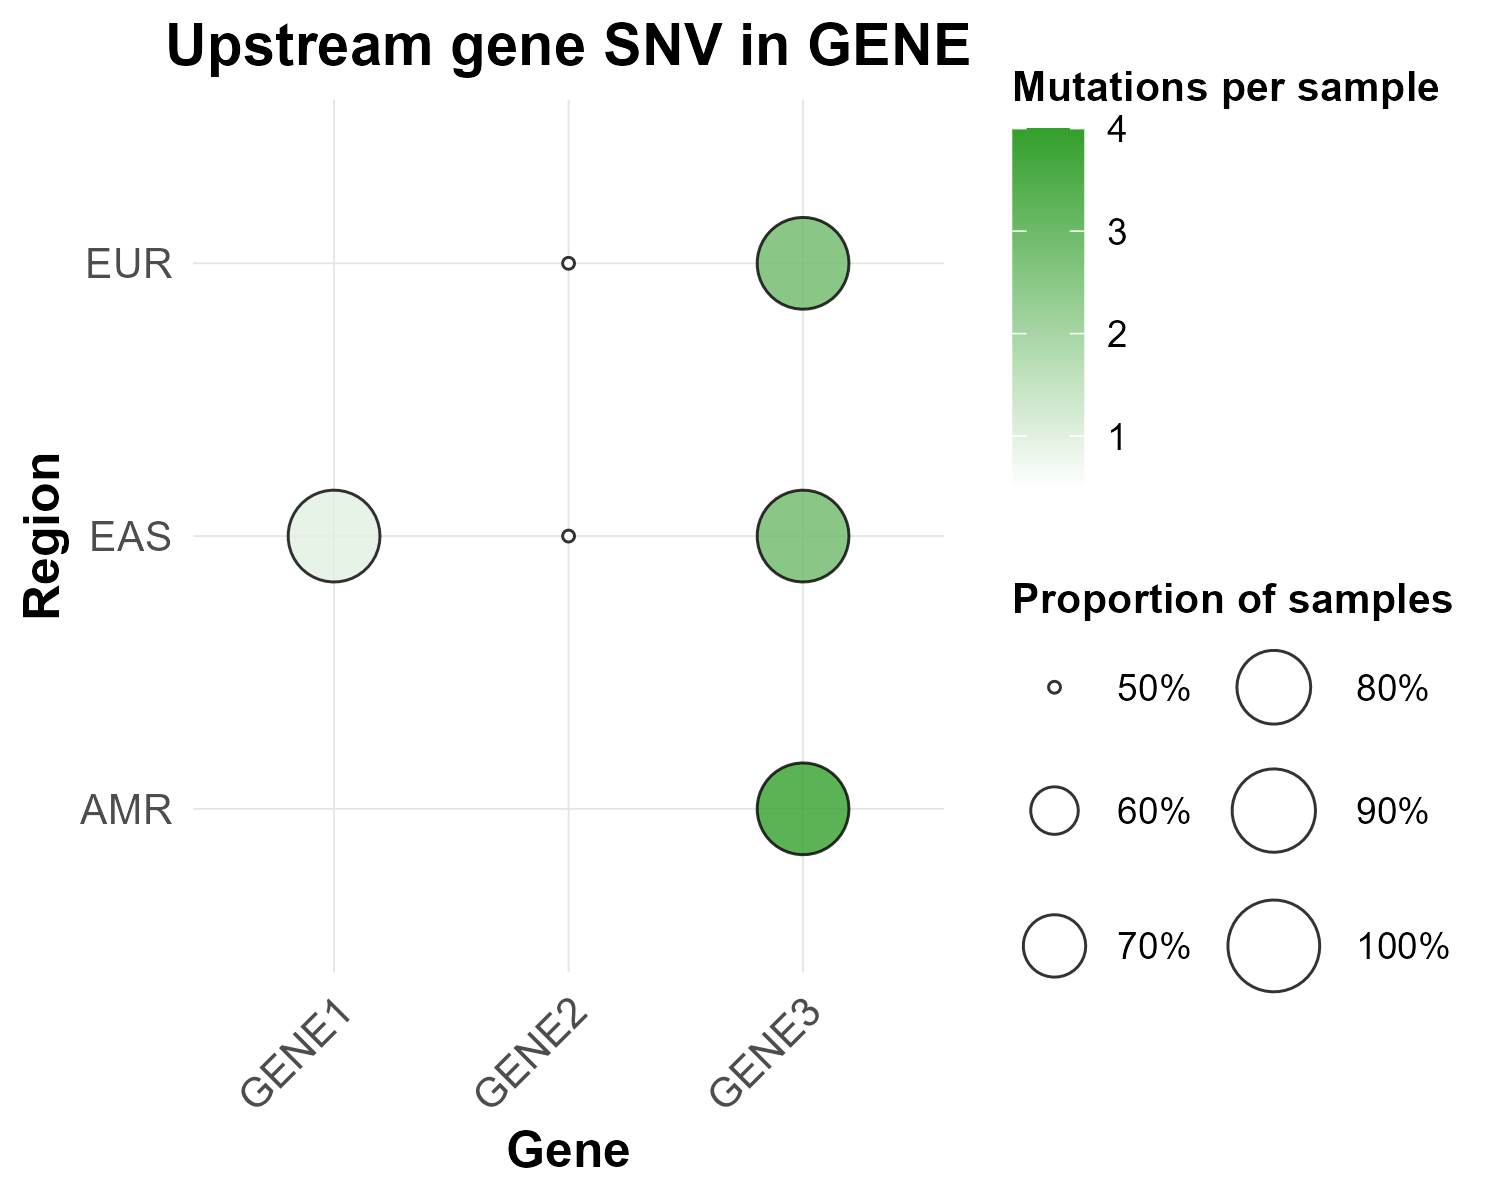 Upstream gene SNV in GENE
Region
EUR
EAS
AMR
GENE1
GENE2
GENE3
Gene
Mutations per sample
4
3
2
1
Proportion of samples
50%
80%
60%
90%
70%
100%